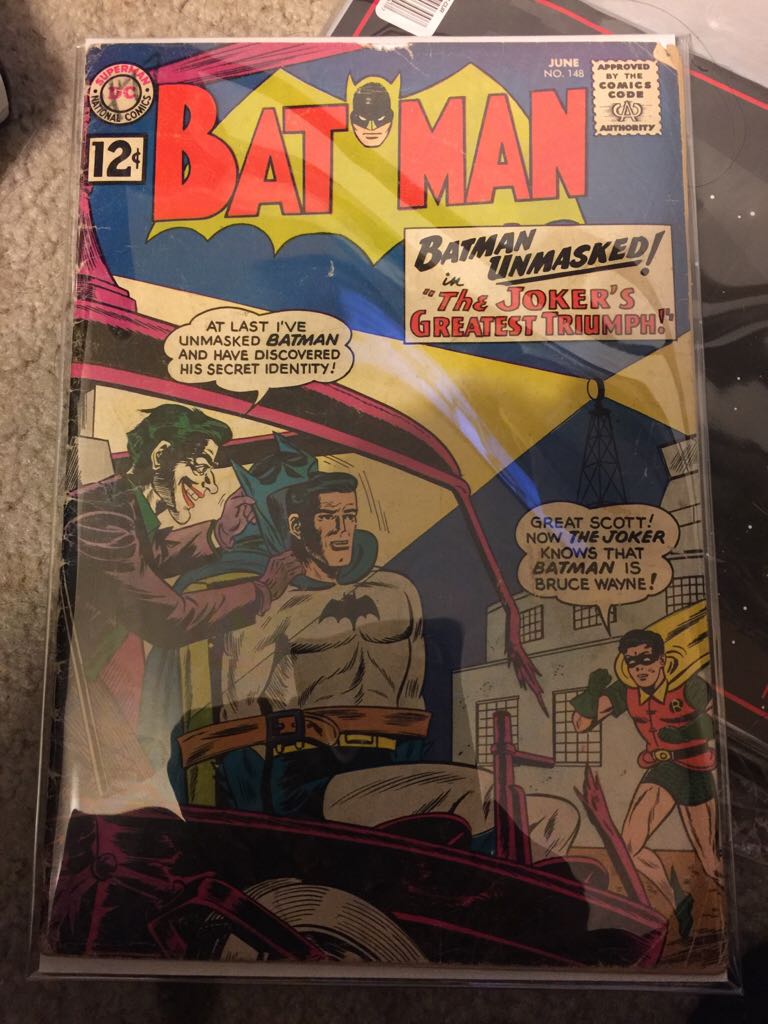 SUPERMAN
DC
NATIONAL COMICS
12¢
JUNE
NO. 148
APPROVED
BY THE
COMICS
CODE
CA
AUTHORITY
BATMAN
BATMAN
UNMASKED!
in
"THE JOKER'S
GREATEST TRIUMPH!"
AT LAST I'VE
UNMASKED BATMAN
AND HAVE DISCOVERED
HIS SECRET IDENTITY!
GREAT SCOTT!
NOW THE JOKER
KNOWS THAT
BATMAN IS
BRUCE WAYNE!
R